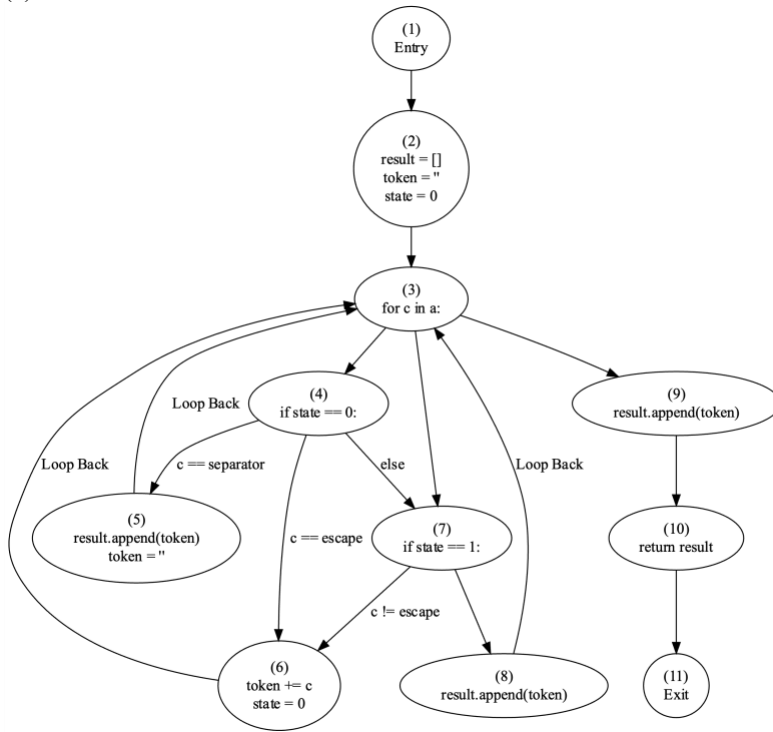 (1)
Entry
(2)
result = []
token = "
state = 0
(3)
for c in a:
(4)
if state == 0:
(9)
result.append(token)
Loop Back
Loop Back
c == separator
else
Loop Back
(5)
result.append(token)
token = "
c == escape
(7)
if state == 1:
(10)
return result
c != escape
(6)
token += c
state = 0
(8)
result.append(token)
(11)
Exit